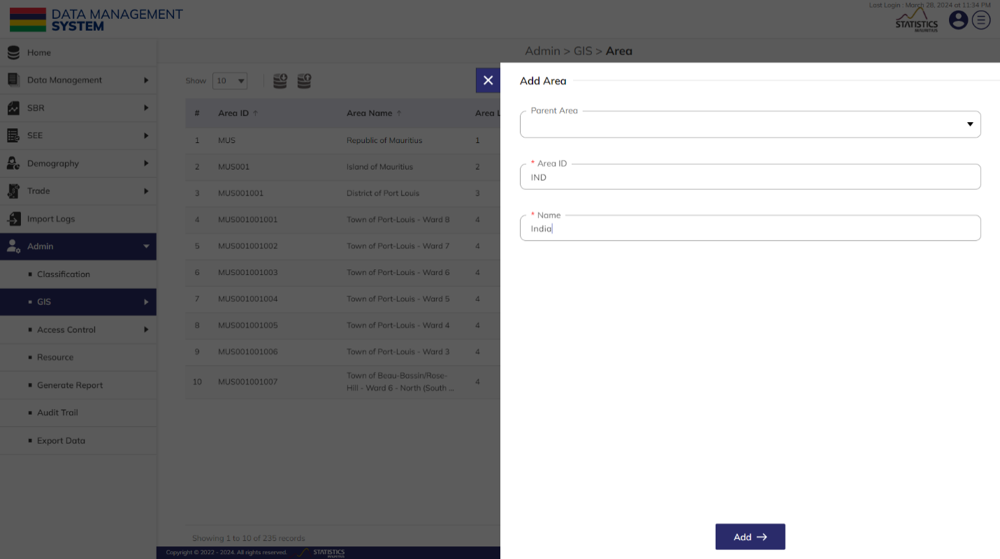 Last Login : March 28, 2024 at 11:34 PM
DATA MANAGEMENT
SYSTEM
STATISTICS
MAURITIUS
Home
Data Management
SBR
SEE
Demography
Trade
Import Logs
Admin
Classification
GIS
Access Control
Resource
Generate Report
Audit Trail
Export Data
Admin > GIS > Area
Show 10
# Area ID ↑ Area Name ↑ Area L
1 MUS Republic of Mauritius 1
2 MUS001 Island of Mauritius 2
3 MUS001001 District of Port Louis 3
4 MUS001001001 Town of Port-Louis - Ward 8 4
5 MUS001001002 Town of Port-Louis - Ward 7 4
6 MUS001001003 Town of Port-Louis - Ward 6 4
7 MUS001001004 Town of Port-Louis - Ward 5 4
8 MUS001001005 Town of Port-Louis - Ward 4 4
9 MUS001001006 Town of Port-Louis - Ward 3 4
10 MUS001001007 Town of Beau-Bassin/Rose-
Hill - Ward 6 - North (South ... 4
Showing 1 to 10 of 235 records
Copyright © 2022 - 2024. All rights reserved.
STATISTICS
MAURITIUS
Add Area
Parent Area
* Area ID
IND
* Name
India
Add →